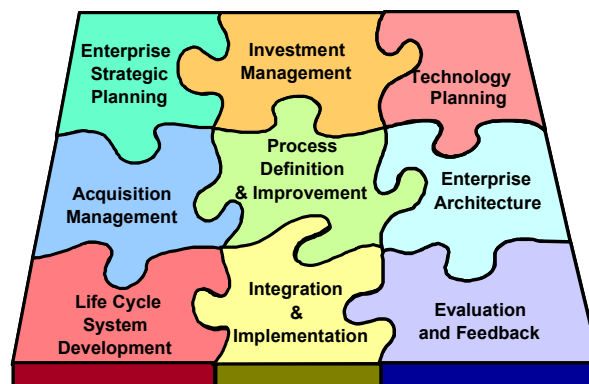 Enterprise
Strategic
Planning
Investment
Management
Technology
Planning
Acquisition
Management
Process
Definition
& Improvement
Enterprise
Architecture
Life Cycle
System
Development
Integration
&
Implementation
Evaluation
and Feedback